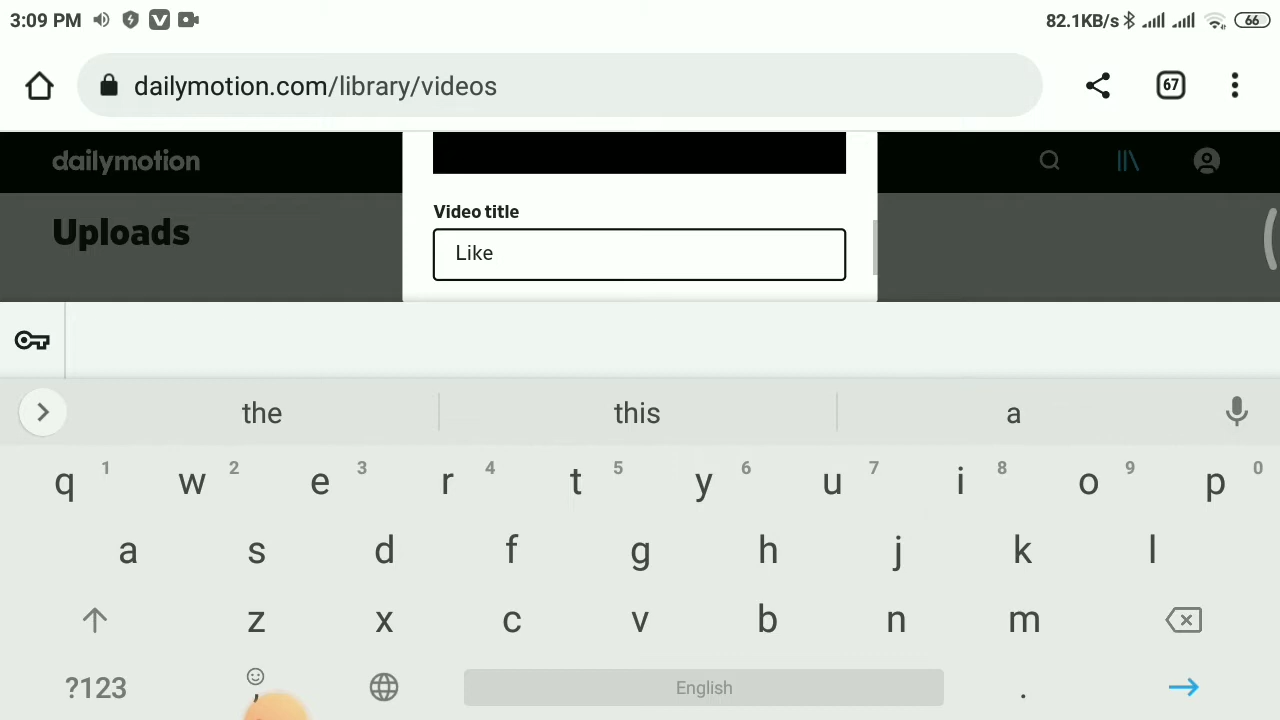 3:09 PM 82.1KB/s 66
dailymotion.com/library/videos 67
dailymotion
Uploads
Video title
Like
the this a
q 1 w 2 e 3 r 4 t 5 y 6 u 7 i 8 o 9 p 0
a s d f g h j k l
z x c v b n m
?123 , English .